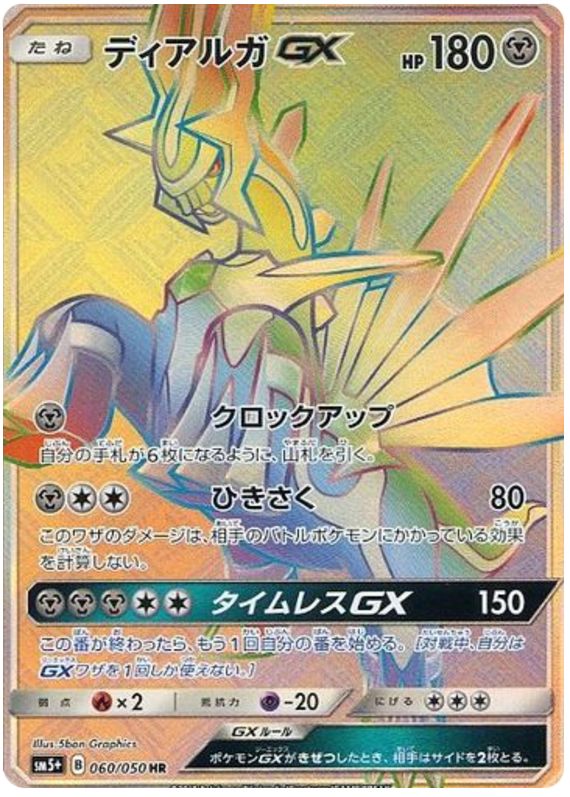 たね ディアルガGX HP 180
クロックアップ
自分の手札が6枚になるように、山札を引く。
ひきさく 80
このワザのダメージは、相手のバトルポケモンにかかっている効果
を計算しない。
タイムレスGX 150
この番が終わったら、もう1回自分の番を始める。[対戦中、自分は
GXワザを1回しか使えない。]
弱点 ×2 抵抗力 -20 にげる
Illus. 5ban Graphics GXルール
ポケモンGXがきぜつしたとき、相手はサイドを2枚とる。
SM5+ B 060/050 HR